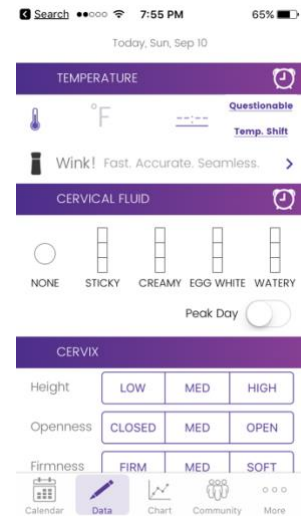 Search 7:55 PM 65%
Today, Sun, Sep 10
TEMPERATURE
°F --:-- Questionable
Temp. Shift
Wink! Fast. Accurate. Seamless. >
CERVICAL FLUID
NONE STICKY CREAMY EGG WHITE WATERY
Peak Day
CERVIX
Height LOW MED HIGH
Openness CLOSED MED OPEN
Firmness FIRM MED SOFT
Calendar Data Chart Community More